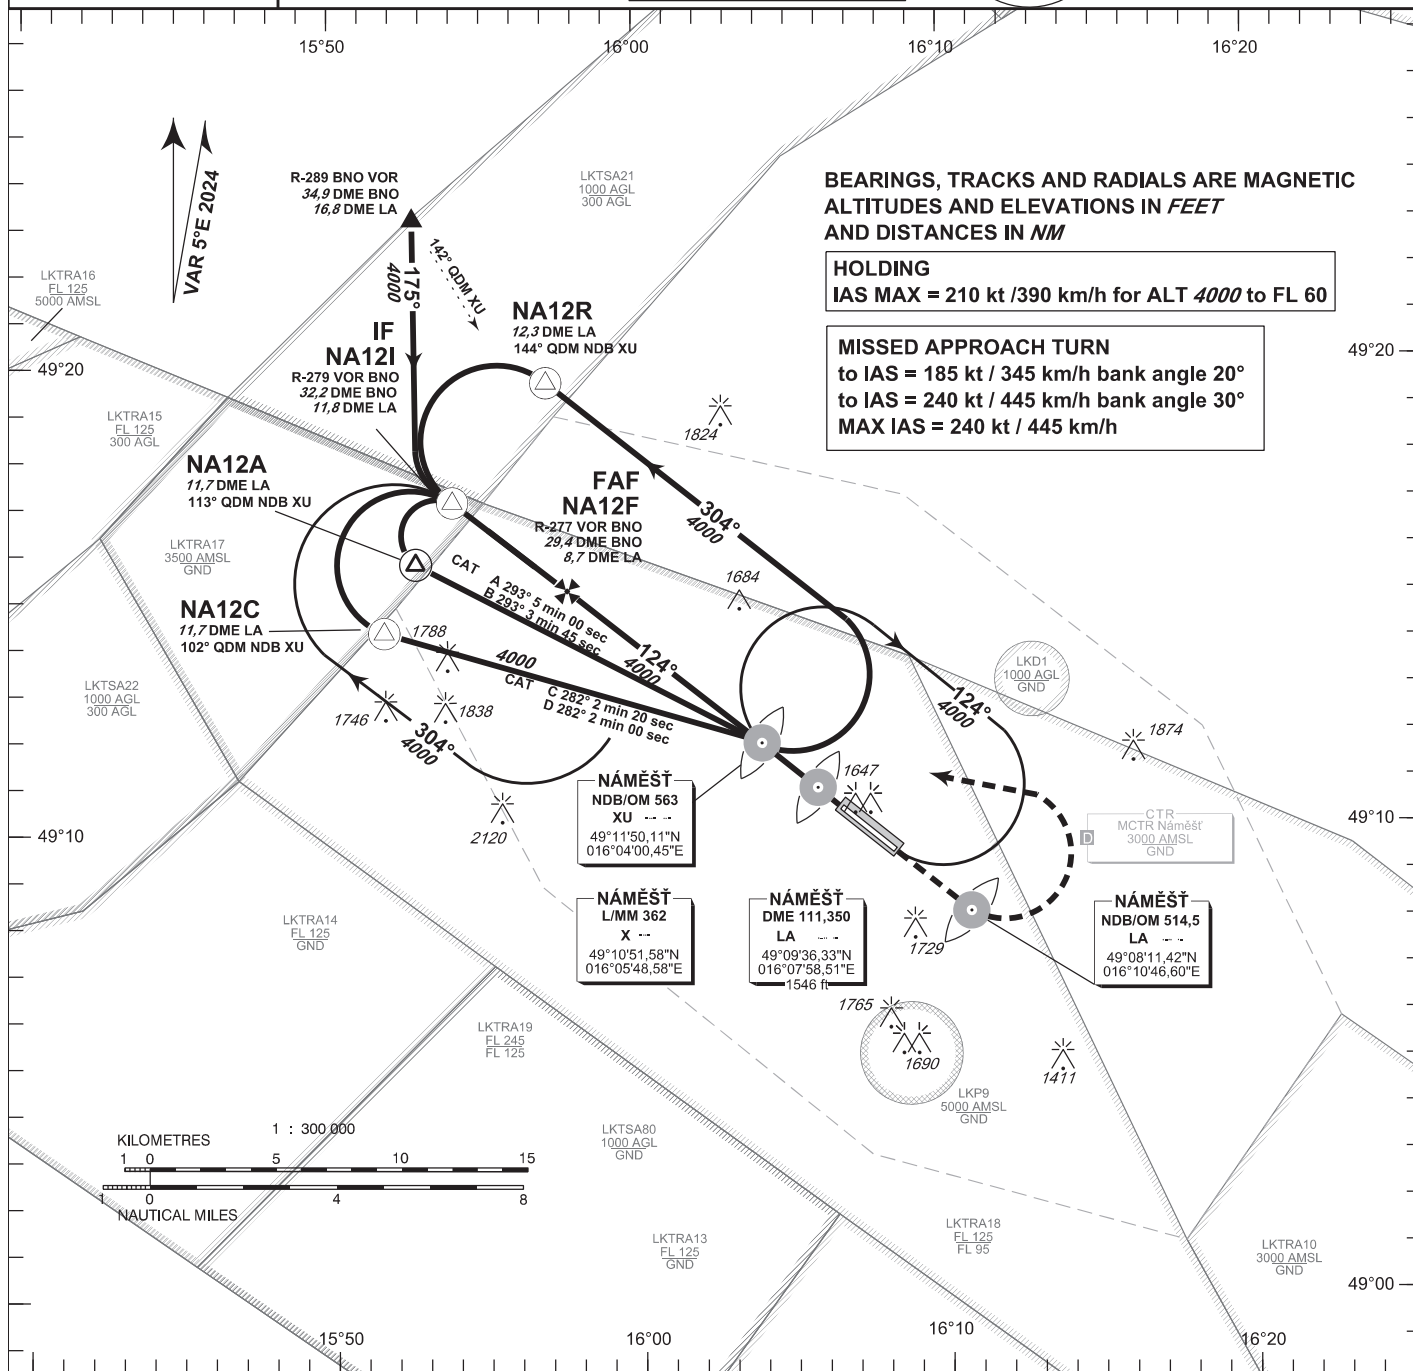 15°50
16°00
16°10
16°20
VAR 5°E 2024
R-289 BNO VOR
34,9 DME BNO
16,8 DME LA
LKTSA21
1000 AGL
300 AGL
BEARINGS, TRACKS AND RADIALS ARE MAGNETIC
ALTITUDES AND ELEVATIONS IN FEET
AND DISTANCES IN NM
HOLDING
IAS MAX = 210 kt /390 km/h for ALT 4000 to FL 60
MISSED APPROACH TURN
to IAS = 185 kt / 345 km/h bank angle 20°
to IAS = 240 kt / 445 km/h bank angle 30°
MAX IAS = 240 kt / 445 km/h
LKTRA16
FL 125
5000 AMSL
175°
4000
142° QDM XU
NA12R
12,3 DME LA
144° QDM NDB XU
IF
NA12I
R-279 VOR BNO
32,2 DME BNO
11,8 DME LA
49°20
49°20
LKTRA15
FL 125
300 AGL
1824
NA12A
11,7 DME LA
113° QDM NDB XU
FAF
NA12F
R-277 VOR BNO
29,4 DME BNO
8,7 DME LA
304°
4000
LKTRA17
3500 AMSL
GND
CAT
A 293° 5 min 00 sec
B 293° 3 min 45 sec
1684
NA12C
11,7 DME LA
102° QDM NDB XU
1788
124°
4000
4000
CAT
C 282° 2 min 20 sec
D 282° 2 min 00 sec
LKD1
1000 AGL
GND
LKTSA22
1000 AGL
300 AGL
124°
4000
1746
1838
304°
4000
1874
NÁMĚŠŤ
NDB/OM 563
XU
49°11'50,11"N
016°04'00,45"E
1647
2120
49°10
49°10
CTR
MCTR Náměšť
3000 AMSL
GND
D
LKTRA14
FL 125
GND
NÁMĚŠŤ
L/MM 362
X
49°10'51,58"N
016°05'48,58"E
NÁMĚŠŤ
DME 111,350
LA
49°09'36,33"N
016°07'58,51"E
1546 ft
1729
NÁMĚŠŤ
NDB/OM 514,5
LA
49°08'11,42"N
016°10'46,60"E
1765
1690
1411
LKTRA19
FL 245
FL 125
LKP9
5000 AMSL
GND
1 : 300 000
KILOMETRES
1 0 5 10 15
1 0 4 8
NAUTICAL MILES
LKTSA80
1000 AGL
GND
LKTRA13
FL 125
GND
LKTRA18
FL 125
FL 95
LKTRA10
3000 AMSL
GND
49°00
15°50
16°00
16°10
16°20